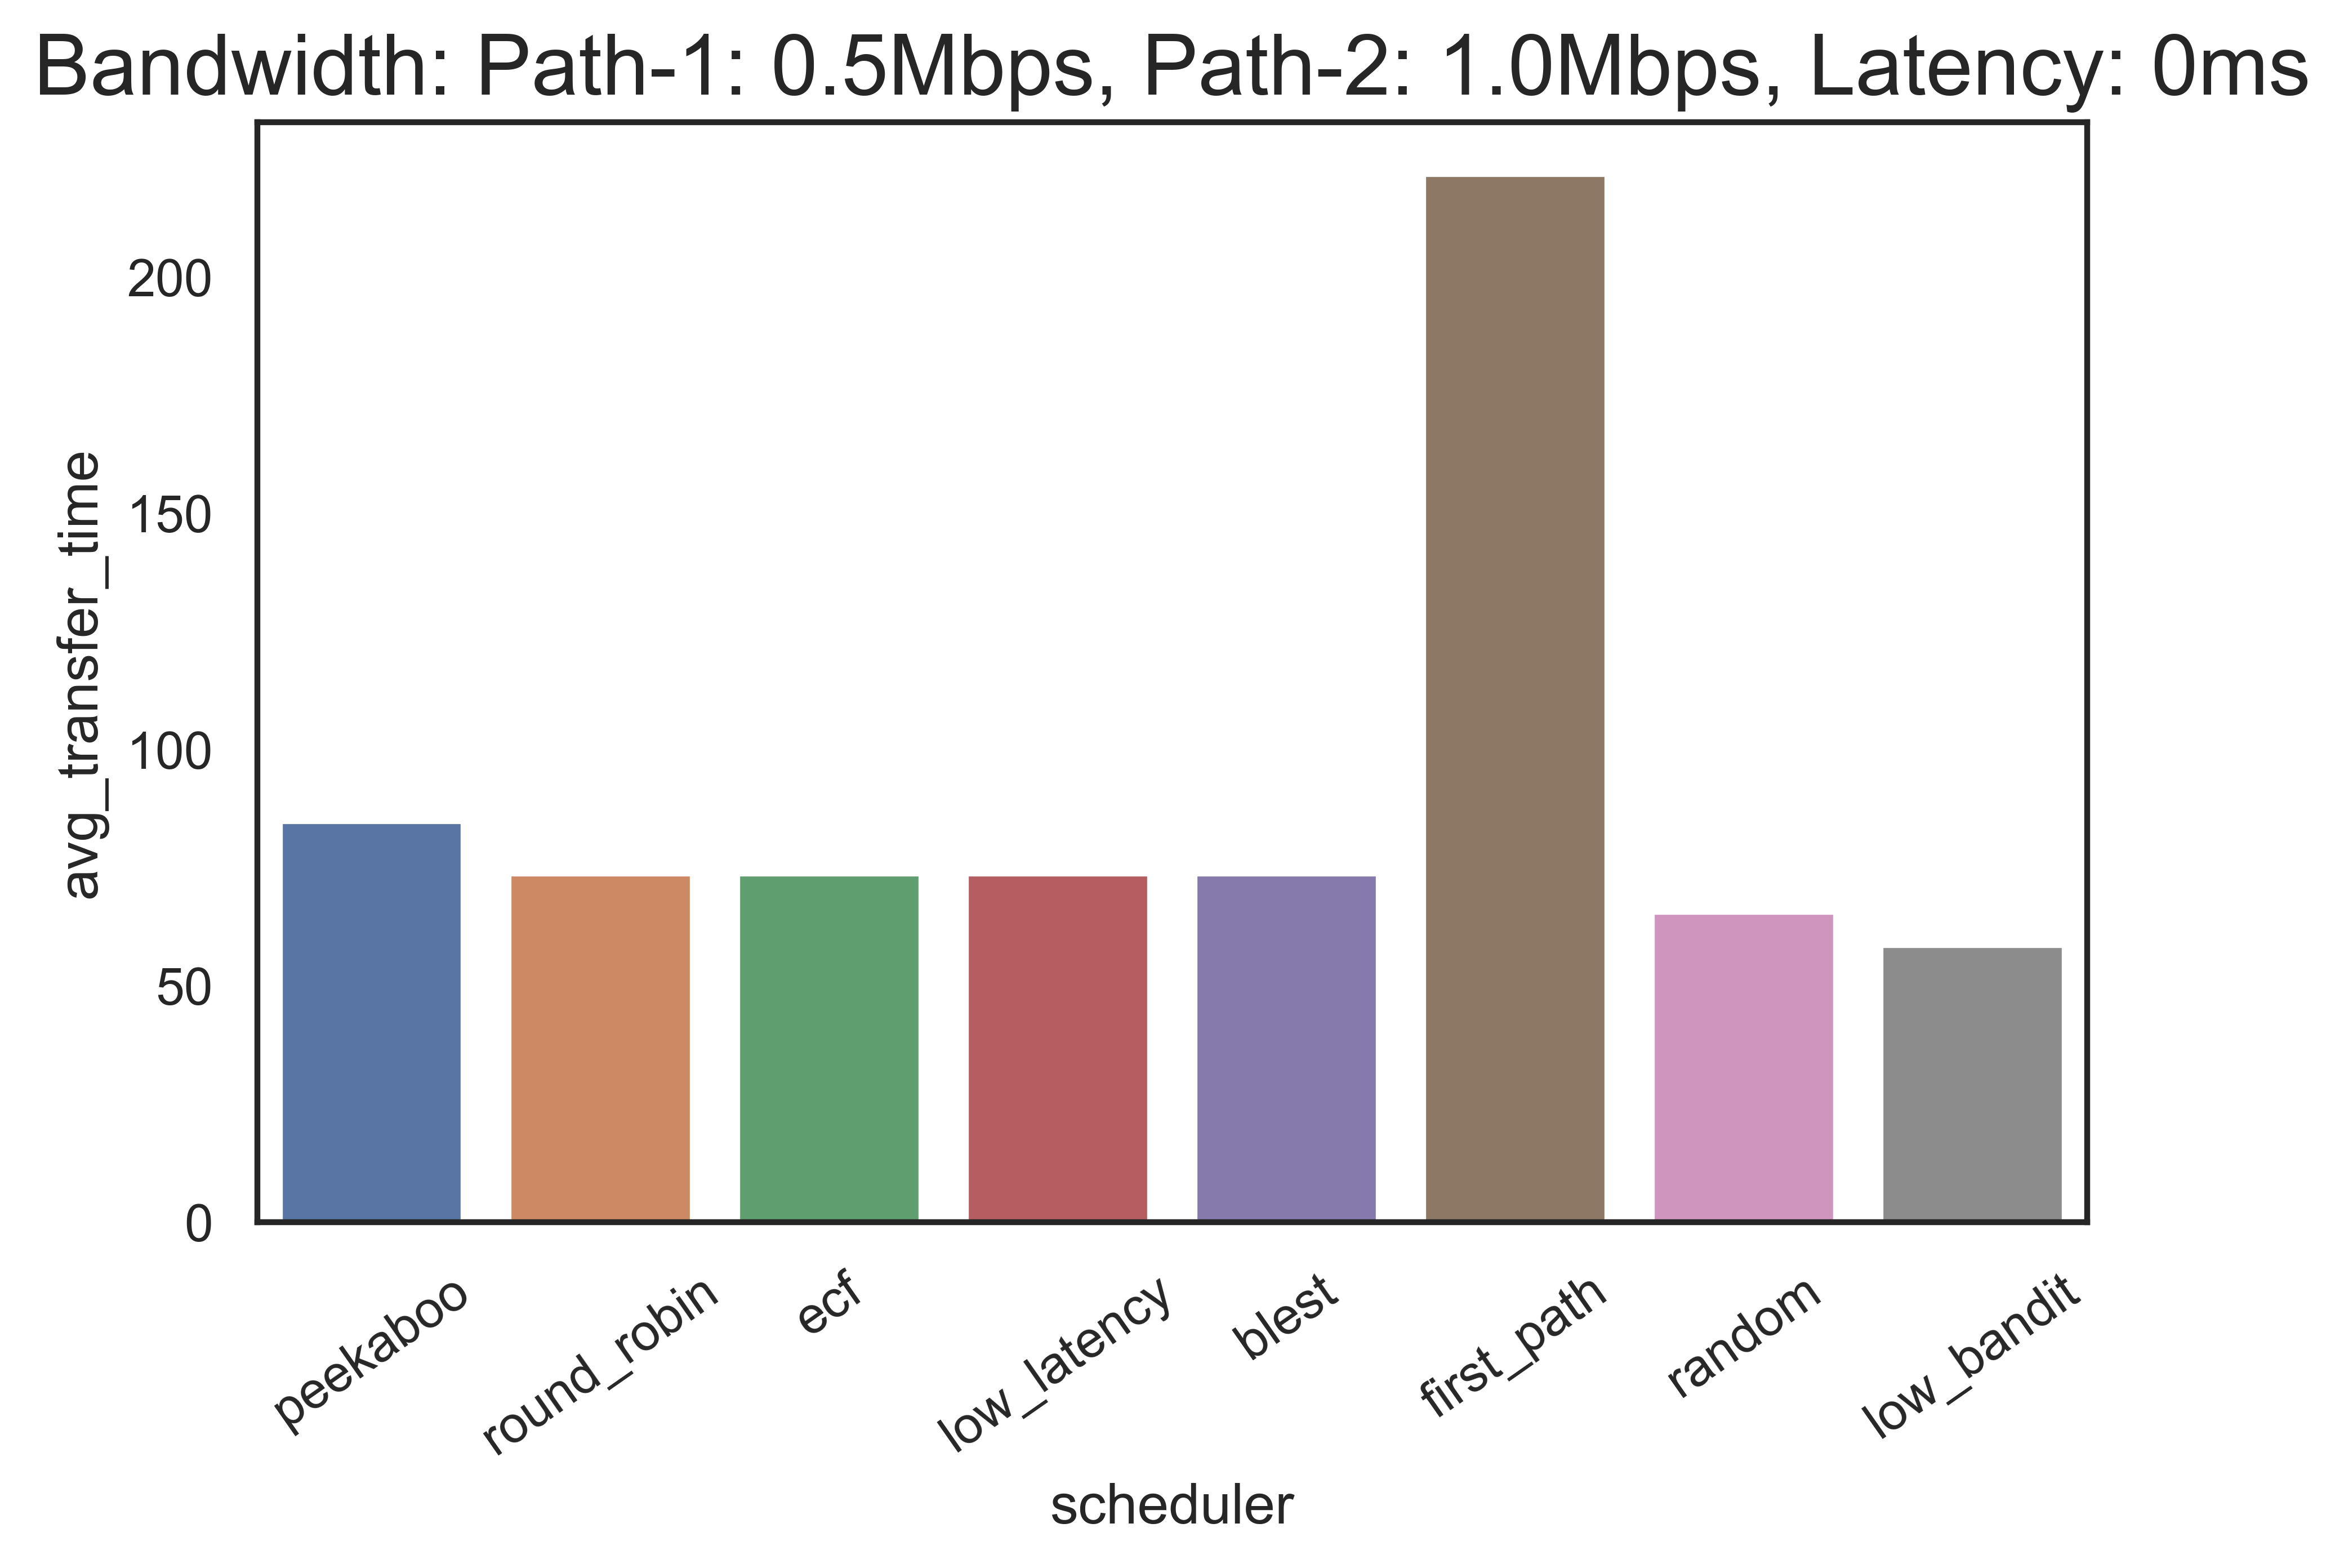 Bandwidth: Path-1: 0.5Mbps, Path-2: 1.0Mbps, Latency: 0ms
avg_transfer_time
200
150
100
50
0
peekaboo
round_robin
ecf
low_latency
blest
first_path
random
low_bandit
scheduler